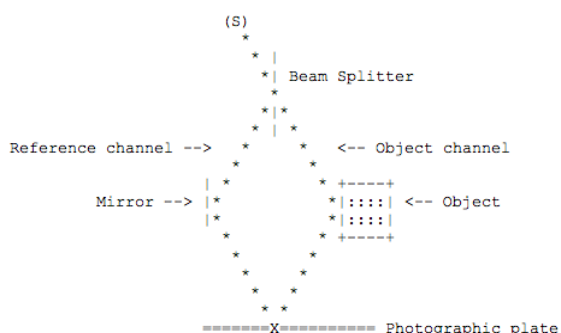 (S)
Beam Splitter
Reference channel --> <-- Object channel
Mirror --> <-- Object
X Photographic plate